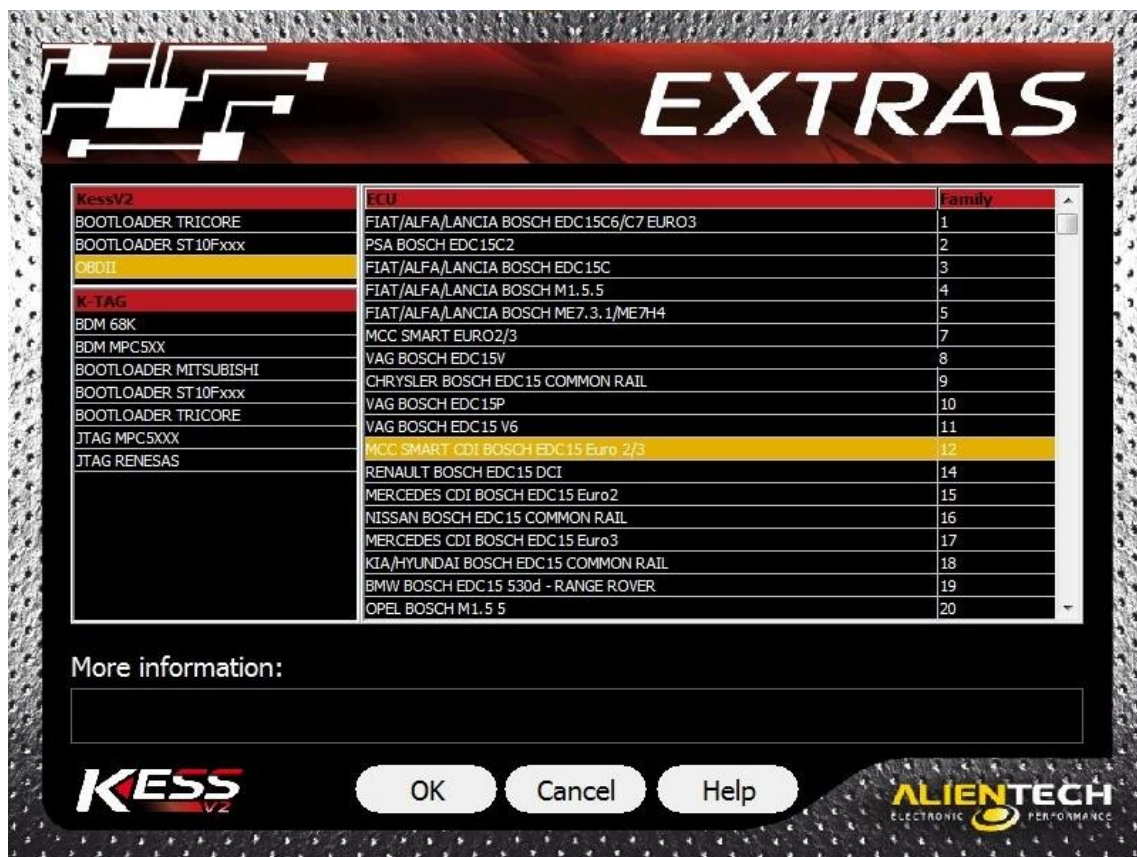 EXTRAS
KessV2
BOOTLOADER TRICORE
BOOTLOADER ST10Fxxx
OBDII
K-TAG
BDM 68K
BDM MPC5XX
BOOTLOADER MITSUBISHI
BOOTLOADER ST10Fxxx
BOOTLOADER TRICORE
JTAG MPC5XXX
JTAG RENESAS
ECU Family
FIAT/ALFA/LANCIA BOSCH EDC15C6/C7 EURO3 1
PSA BOSCH EDC15C2 2
FIAT/ALFA/LANCIA BOSCH EDC15C 3
FIAT/ALFA/LANCIA BOSCH M1.5.5 4
FIAT/ALFA/LANCIA BOSCH ME7.3.1/ME7H4 5
MCC SMART EURO2/3 7
VAG BOSCH EDC15V 8
CHRYSLER BOSCH EDC15 COMMON RAIL 9
VAG BOSCH EDC15P 10
VAG BOSCH EDC15 V6 11
MCC SMART CDI BOSCH EDC15 Euro 2/3 12
RENAULT BOSCH EDC15 DCI 14
MERCEDES CDI BOSCH EDC15 Euro2 15
NISSAN BOSCH EDC15 COMMON RAIL 16
MERCEDES CDI BOSCH EDC15 Euro3 17
KIA/HYUNDAI BOSCH EDC15 COMMON RAIL 18
BMW BOSCH EDC15 530d - RANGE ROVER 19
OPEL BOSCH M1.5 5 20
More information:
KESS V2
OK Cancel Help
ALIENTECH
ELECTRONIC PERFORMANCE